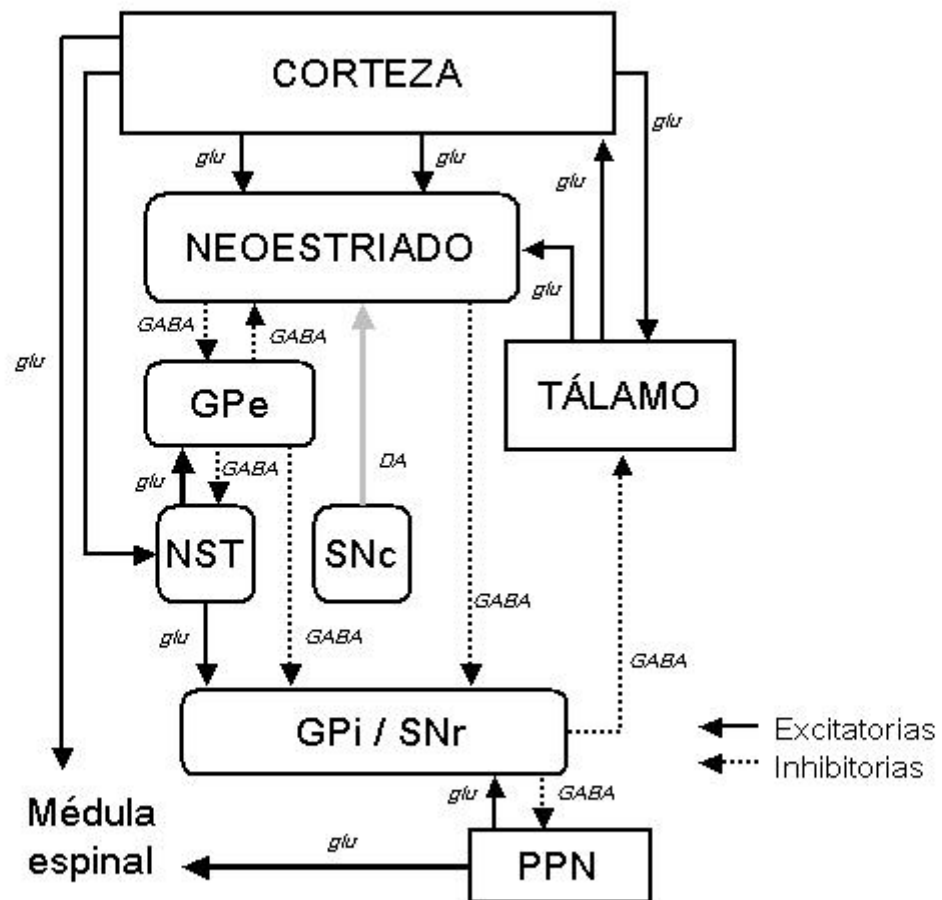 CORTEZA
glu
glu
glu
glu
NEOESTRIADO
glu
GABA
GABA
glu
GPe
TÁLAMO
GABA
DA
glu
NST
SNc
GABA
glu
GABA
GABA
GPi / SNr
Excitatorias
Inhibitorias
glu
GABA
Médula
espinal
glu
PPN